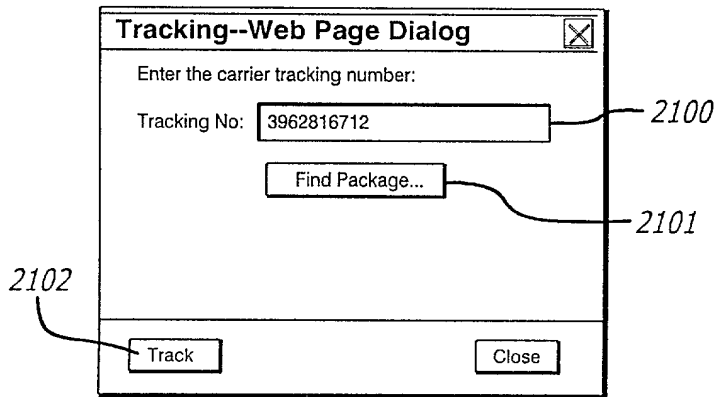 Tracking--Web Page Dialog
Enter the carrier tracking number:
Tracking No: 3962816712
2100
Find Package...
2101
2102
Track
Close